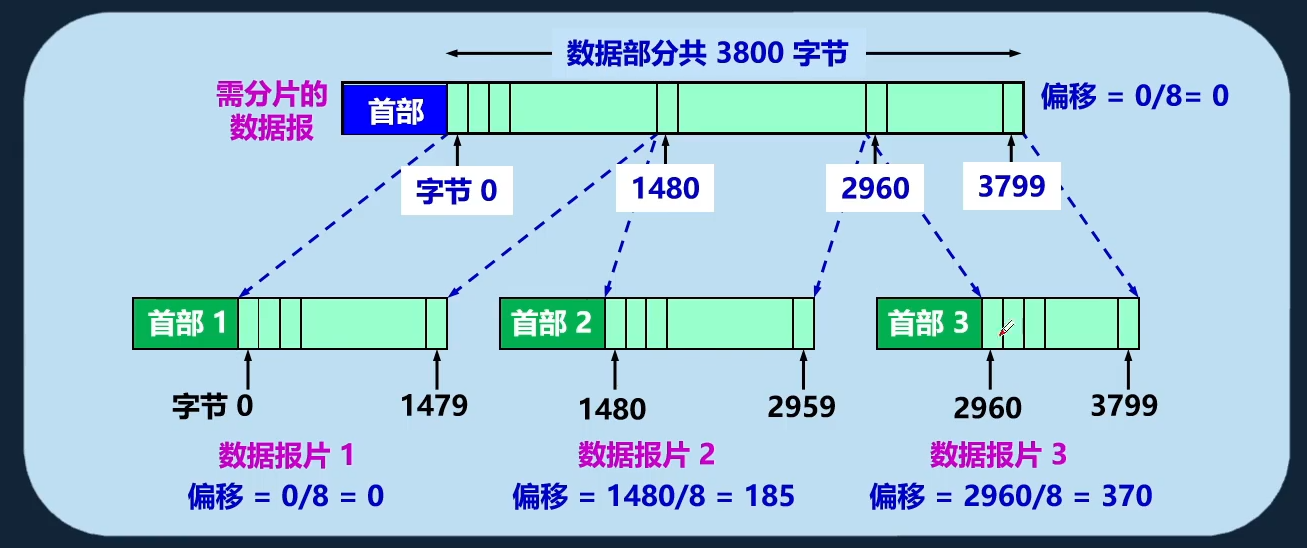 数据部分共 3800 字节
需分片的
数据报
首部
偏移 = 0/8= 0
字节 0
1480
2960
3799
首部 1
首部 2
首部 3
字节 0
1479
1480
2959
2960
3799
数据报片 1
数据报片 2
数据报片 3
偏移 = 0/8 = 0
偏移 = 1480/8 = 185
偏移 = 2960/8 = 370